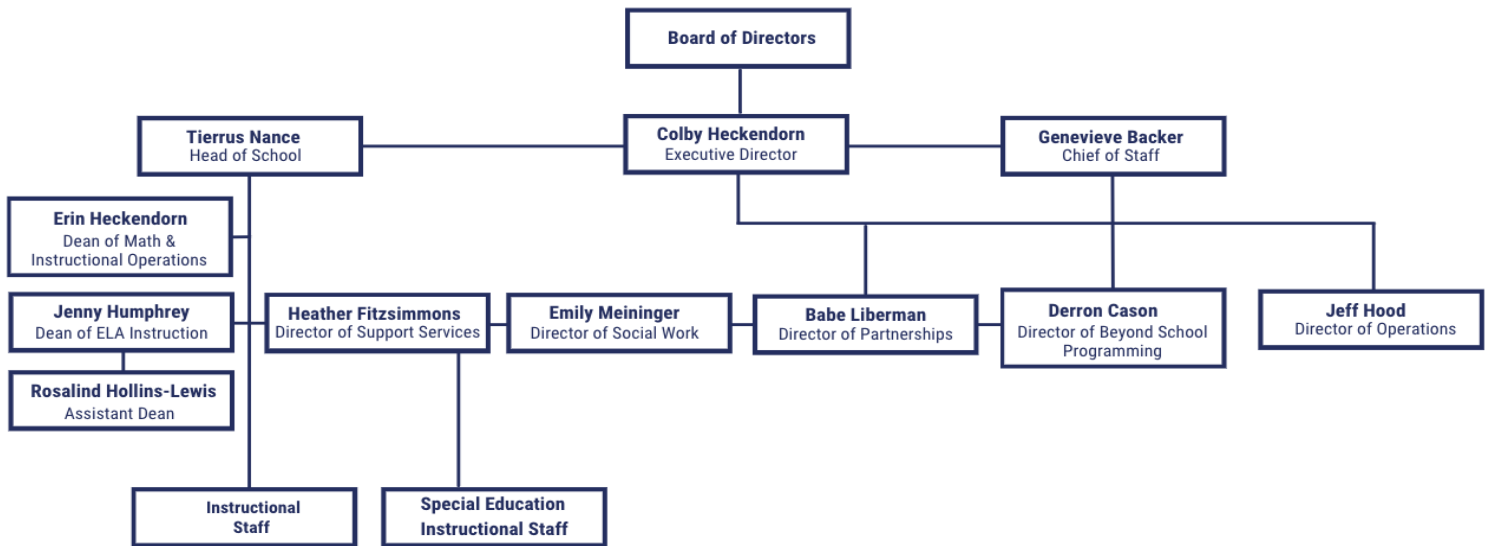 Board of Directors
Tierrus Nance
Head of School
Colby Heckendorn
Executive Director
Genevieve Backer
Chief of Staff
Erin Heckendorn
Dean of Math &
Instructional Operations
Jenny Humphrey
Dean of ELA Instruction
Heather Fitzsimmons
Director of Support Services
Emily Meininger
Director of Social Work
Babe Liberman
Director of Partnerships
Derron Cason
Director of Beyond School
Programming
Jeff Hood
Director of Operations
Rosalind Hollins-Lewis
Assistant Dean
Instructional
Staff
Special Education
Instructional Staff